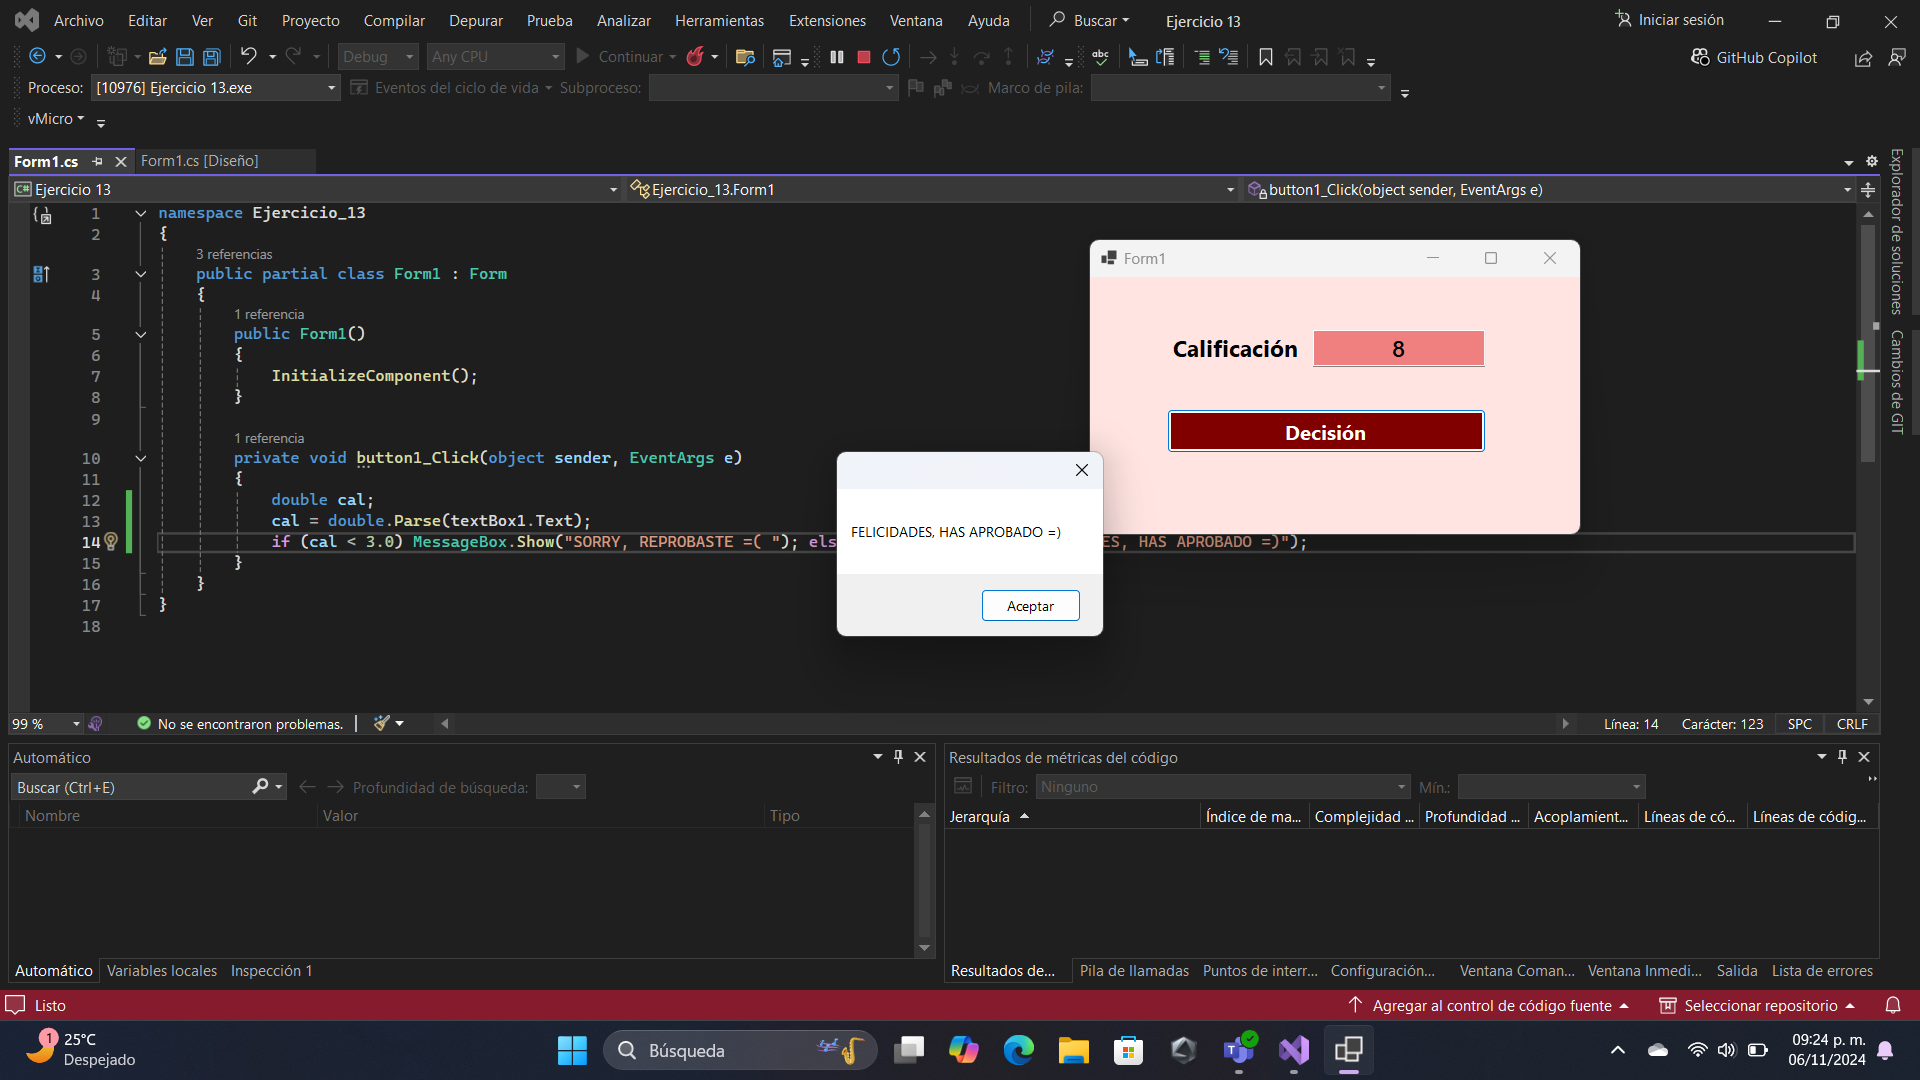 Archivo Editar Ver Git Proyecto Compilar Depurar Prueba Analizar Herramientas Extensiones Ventana Ayuda Buscar Ejercicio 13 Iniciar sesión
Debug Any CPU Continuar GitHub Copilot
Proceso: [10976] Ejercicio 13.exe Eventos del ciclo de vida Subproceso: Marco de pila:
vMicro
Form1.cs Form1.cs [Diseño]
Ejercicio 13 Ejercicio_13.Form1 button1_Click(object sender, EventArgs e)
1 namespace Ejercicio_13
2 {
3 referencias
3 public partial class Form1 : Form
4 {
1 referencia
5 public Form1()
6 {
7 InitializeComponent();
8 }
9
1 referencia
10 private void button1_Click(object sender, EventArgs e)
11 {
12 double cal;
13 cal = double.Parse(textBox1.Text);
14 if (cal < 3.0) MessageBox.Show("SORRY, REPROBASTE =( "); els ES, HAS APROBADO =)");
15 }
16 }
17 }
18
Form1
Calificación 8
Decisión
FELICIDADES, HAS APROBADO =)
Aceptar
Explorador de soluciones
Cambios de GIT
99 % No se encontraron problemas. Línea: 14 Carácter: 123 SPC CRLF
Automático
Buscar (Ctrl+E) Profundidad de búsqueda:
Nombre Valor Tipo
Automático Variables locales Inspección 1
Resultados de métricas del código
Filtro: Ninguno Mín.:
Jerarquía Índice de ma... Complejidad ... Profundidad ... Acoplamient... Líneas de có... Líneas de códig...
Resultados de... Pila de llamadas Puntos de interr... Configuración... Ventana Coman... Ventana Inmedi... Salida Lista de errores
Listo Agregar al control de código fuente Seleccionar repositorio
1 25°C
Despejado
Búsqueda
09:24 p. m.
06/11/2024